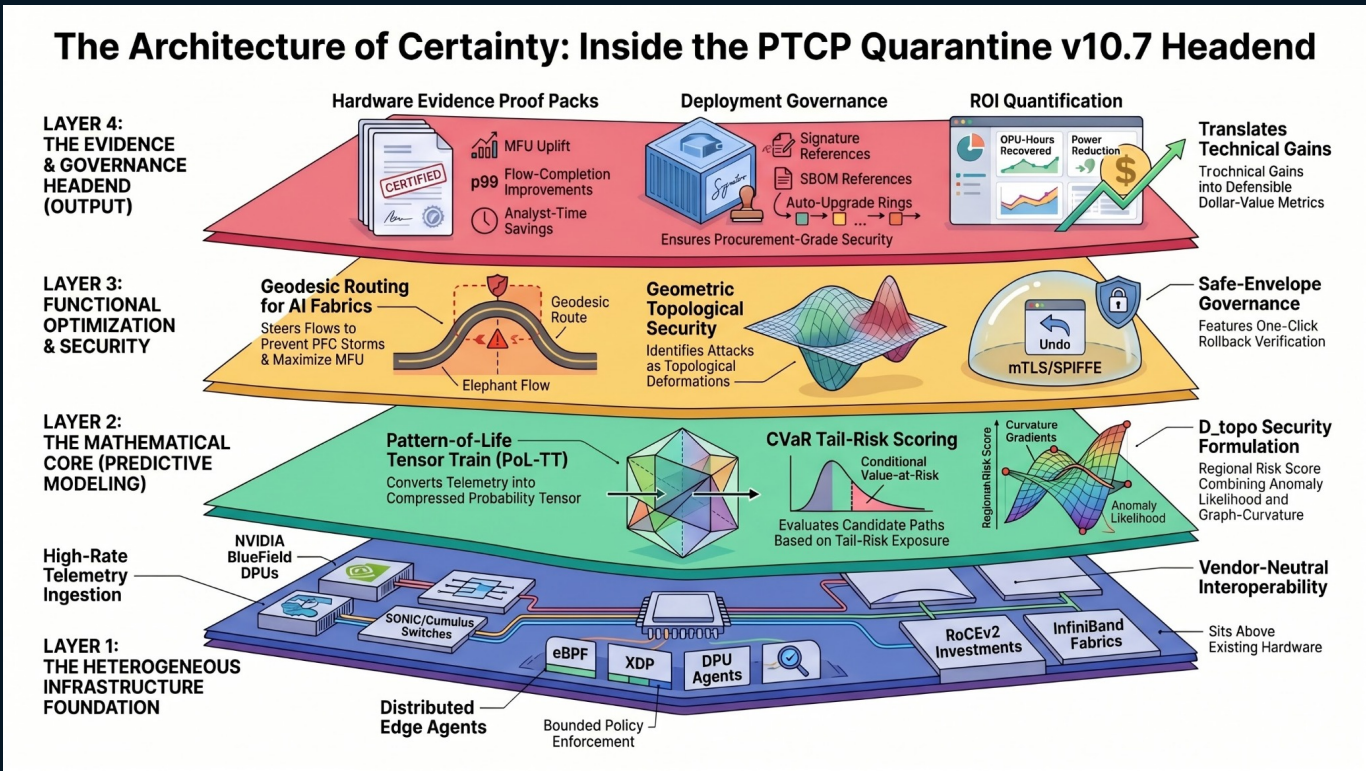 The Architecture of Certainty: Inside the PTCP Quarantine v10.7 Headend
LAYER 4:
THE EVIDENCE
& GOVERNANCE
HEADEND
(OUTPUT)
Hardware Evidence Proof Packs
CERTIFIED
MFU Uplift
p99
Flow-Completion
Improvements
Analyst-Time
Savings
Deployment Governance
Signature
References
SBOM References
Auto-Upgrade Rings
...
Ensures Procurement-Grade Security
ROI Quantification
OPU-Hours
Recovered
Power
Reduction
$
Translates
Technical Gains
Trochnical Gains
into Defensible
Dollar-Value Metrics
LAYER 3:
FUNCTIONAL
OPTIMIZATION
& SECURITY
Geodesic Routing
for AI Fabrics
Steers Flows to
Prevent PFC Storms
& Maximize MFU
Geodesic
Route
Elephant Flow
Geometric
Topological
Security
Identifies Attacks
as Topological
Deformations
Undo
mTLS/SPIFFE
Safe-Envelope
Governance
Features One-Click
Rollback Verification
LAYER 2:
THE MATHEMATICAL
CORE (PREDICTIVE
MODELING)
Pattern-of-Life
Tensor Train (PoL-TT)
Converts Telemetry into
Compressed Probability Tensor
CVaR Tail-Risk Scoring
Conditional
Value-at-Risk
Evaluates Candidate Paths
Based on Tail-Risk Exposure
Curvature
Gradients
Anomaly
Likelihood
D_topo Security
Formulation
Regional Risk Score
Combining Anomaly
Likelihood and
Graph-Curvature
High-Rate
Telemetry
Ingestion
NVIDIA
BlueField
DPUs
SONIC/Cumulus
Switches
LAYER 1:
THE HETEROGENEOUS
INFRASTRUCTURE
FOUNDATION
eBPF
XDP
DPU
Agents
Distributed
Edge Agents
Bounded Policy
Enforcement
RoCEv2
Investments
InfiniBand
Fabrics
Vendor-Neutral
Interoperability
Sits Above
Existing Hardware